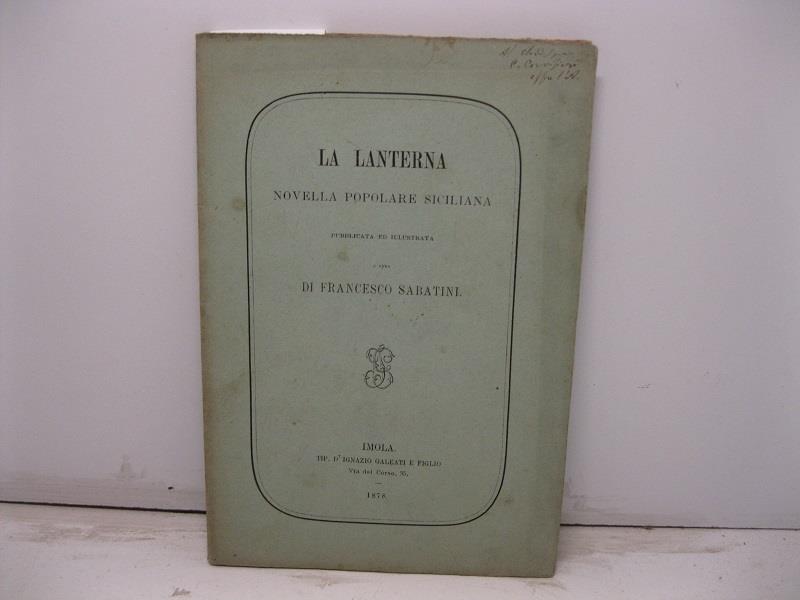 LA LANTERNA
NOVELLA POPOLARE SICILIANA
PUBBLICATA ED ILLUSTRATA
DI FRANCESCO SABATINI.
IMOLA.
TIP. D'IGNAZIO GALEATI E FIGLIO
Via del Corso, 35.
1878.